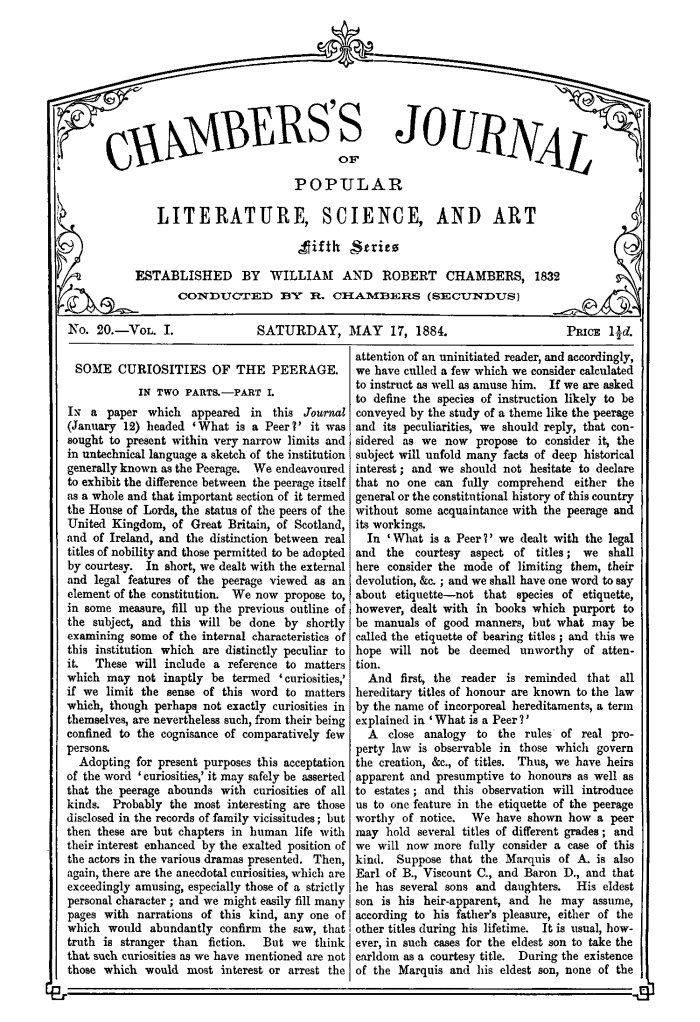 CHAMBERS'S JOURNAL
OF
POPULAR
LITERATURE, SCIENCE, AND ART
Fifth Series
ESTABLISHED BY WILLIAM AND ROBERT CHAMBERS, 1832
CONDUCTED BY R. CHAMBERS (SECUNDUS)
No. 20.—Vol. I.
SATURDAY, MAY 17, 1884.
Price 1½d.
SOME CURIOSITIES OF THE PEERAGE.
IN TWO PARTS.—PART I.
In a paper which appeared in this Journal
(January 12) headed ‘What is a Peer?’ it was
sought to present within very narrow limits and
in untechnical language a sketch of the institution
generally known as the Peerage. We endeavoured
to exhibit the difference between the peerage itself
as a whole and that important section of it termed
the House of Lords, the status of the peers of the
United Kingdom, of Great Britain, of Scotland,
and of Ireland, and the distinction between real
titles of nobility and those permitted to be adopted
by courtesy. In short, we dealt with the external
and legal features of the peerage viewed as an
element of the constitution. We now propose to,
in some measure, fill up the previous outline of
the subject, and this will be done by shortly
examining some of the internal characteristics of
this institution which are distinctly peculiar to
it. These will include a reference to matters
which may not inaptly be termed ‘curiosities,’
if we limit the sense of this word to matters
which, though perhaps not exactly curiosities in
themselves, are nevertheless such, from their being
confined to the cognisance of comparatively few
persons.
Adopting for present purposes this acceptation
of the word ‘curiosities,’ it may safely be asserted
that the peerage abounds with curiosities of all
kinds. Probably the most interesting are those
disclosed in the records of family vicissitudes; but
then these are but chapters in human life with
their interest enhanced by the exalted position of
the actors in the various dramas presented. Then,
again, there are the anecdotal curiosities, which are
exceedingly amusing, especially those of a strictly
personal character; and we might easily fill many
pages with narrations of this kind, any one of
which would abundantly confirm the saw, that
truth is stranger than fiction. But we think
that such curiosities as we have mentioned are not
those which would most interest or arrest the
attention of an uninitiated reader, and accordingly,
we have culled a few which we consider calculated
to instruct as well as amuse him. If we are asked
to define the species of instruction likely to be
conveyed by the study of a theme like the peerage
and its peculiarities, we should reply, that con-
sidered as we now propose to consider it, the
subject will unfold many facts of deep historical
interest; and we should not hesitate to declare
that no one can fully comprehend either the
general or the constitutional history of this country
without some acquaintance with the peerage and
its workings.
In ‘What is a Peer?’ we dealt with the legal
and the courtesy aspect of titles; we shall
here consider the mode of limiting them, their
devolution, &c.; and we shall have one word to say
about etiquette—not that species of etiquette,
however, dealt with in books which purport to
be manuals of good manners, but what may be
called the etiquette of bearing titles; and this we
hope will not be deemed unworthy of atten-
tion.
And first, the reader is reminded that all
hereditary titles of honour are known to the law
by the name of incorporeal hereditaments, a term
explained in ‘What is a Peer?’
A close analogy to the rules of real pro-
perty law is observable in those which govern
the creation, &c., of titles. Thus, we have heirs
apparent and presumptive to honours as well as
to estates; and this observation will introduce
us to one feature in the etiquette of the peerage
worthy of notice. We have shown how a peer
may hold several titles of different grades; and
we will now more fully consider a case of this
kind. Suppose that the Marquis of A. is also
Earl of B., Viscount C., and Baron D., and that
he has several sons and daughters. His eldest
son is his heir-apparent, and he may assume,
according to his father's pleasure, either of the
other titles during his lifetime. It is usual, how-
ever, in such cases for the eldest son to take the
earldom as a courtesy title. During the existence
of the Marquis and his eldest son, none of the